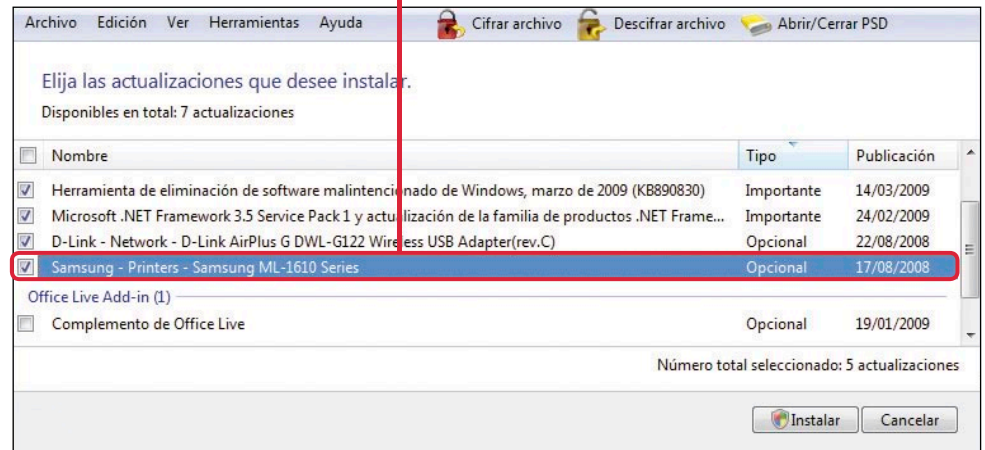 Archivo Edición Ver Herramientas Ayuda Cifrar archivo Descifrar archivo Abrir/Cerrar PSD
Elija las actualizaciones que desee instalar.
Disponibles en total: 7 actualizaciones
Nombre Tipo Publicación
Herramienta de eliminación de software malintencionado de Windows, marzo de 2009 (KB890830) Importante 14/03/2009
Microsoft .NET Framework 3.5 Service Pack 1 y actualización de la familia de productos .NET Frame... Importante 24/02/2009
D-Link - Network - D-Link AirPlus G DWL-G122 Wireless USB Adapter(rev.C) Opcional 22/08/2008
Samsung - Printers - Samsung ML-1610 Series Opcional 17/08/2008
Office Live Add-in (1)
Complemento de Office Live Opcional 19/01/2009
Número total seleccionado: 5 actualizaciones
Instalar Cancelar